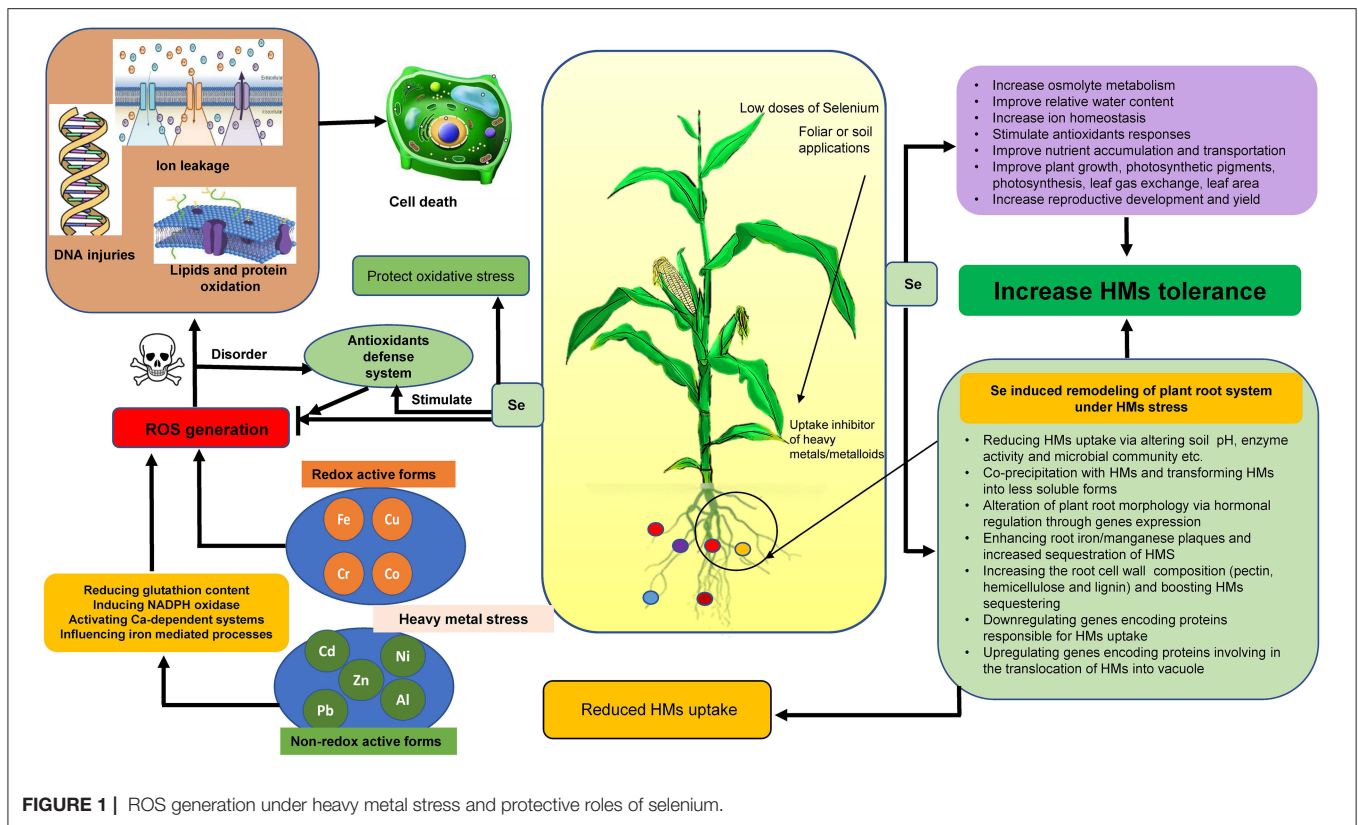 Extracellular
Intracellular
Ion leakage
DNA injuries
Lipids and protein
oxidation
Cell death
Protect oxidative stress
Disorder
Antioxidants
defense
system
Stimulate
Se
ROS generation
Redox active forms
Fe
Cu
Cr
Co
Heavy metal stress
Reducing glutathion content
Inducing NADPH oxidase
Activating Ca-dependent systems
Influencing iron mediated processes
Cd
Ni
Zn
Pb
Al
Non-redox active forms
Low doses of Selenium
Foliar or soil
applications
Uptake inhibitor
of heavy
metals/metalloids
Se
• Increase osmolyte metabolism
• Improve relative water content
• Increase ion homeostasis
• Stimulate antioxidants responses
• Improve nutrient accumulation and transportation
• Improve plant growth, photosynthetic pigments,
photosynthesis, leaf gas exchange, leaf area
• Increase reproductive development and yield
Increase HMs tolerance
Se induced remodeling of plant root system
under HMs stress
• Reducing HMs uptake via altering soil pH, enzyme
activity and microbial community etc.
• Co-precipitation with HMs and transforming HMs
into less soluble forms
• Alteration of plant root morphology via hormonal
regulation through genes expression
• Enhancing root iron/manganese plaques and
increased sequestration of HMS
• Increasing the root cell wall composition (pectin,
hemicellulose and lignin) and boosting HMs
sequestering
• Downregulating genes encoding proteins
responsible for HMs uptake
• Upregulating genes encoding proteins involving in
the translocation of HMs into vacuole
Reduced HMs uptake
FIGURE 1 | ROS generation under heavy metal stress and protective roles of selenium.